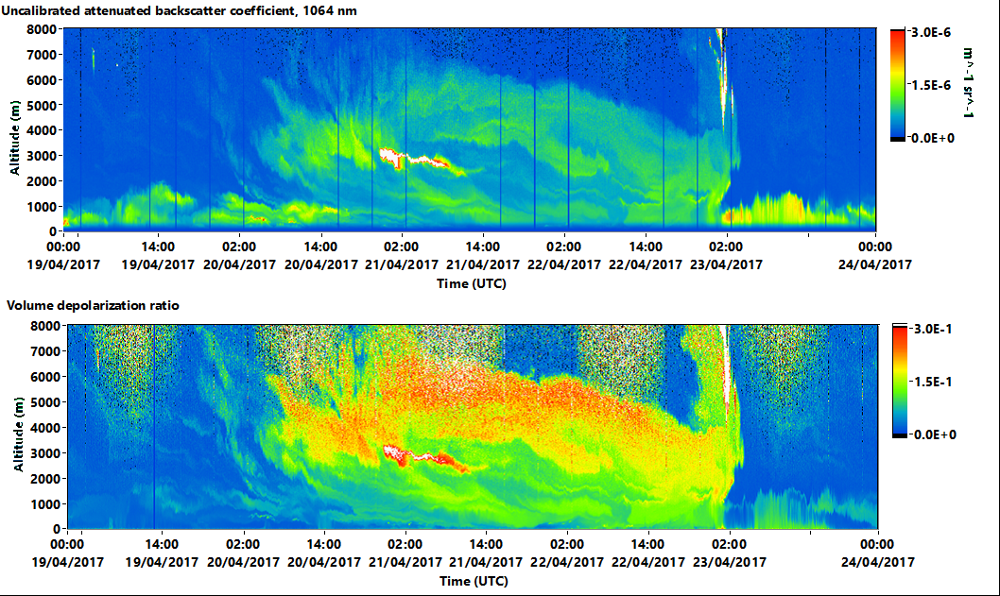 Uncalibrated attenuated backscatter coefficient, 1064 nm
8000
7000
6000
5000
4000
3000
2000
1000
0
Altitude (m)
3.0E-6
1.5E-6
0.0E+0
m^-1 sr^-1
00:00 14:00 02:00 14:00 02:00 14:00 02:00 14:00 02:00 00:00
19/04/2017 19/04/2017 20/04/2017 20/04/2017 21/04/2017 21/04/2017 22/04/2017 22/04/2017 23/04/2017 24/04/2017
Time (UTC)
Volume depolarization ratio
8000
7000
6000
5000
4000
3000
2000
1000
0
Altitude (m)
3.0E-1
1.5E-1
0.0E+0
00:00 14:00 02:00 14:00 02:00 14:00 02:00 14:00 02:00 00:00
19/04/2017 19/04/2017 20/04/2017 20/04/2017 21/04/2017 21/04/2017 22/04/2017 22/04/2017 23/04/2017 24/04/2017
Time (UTC)